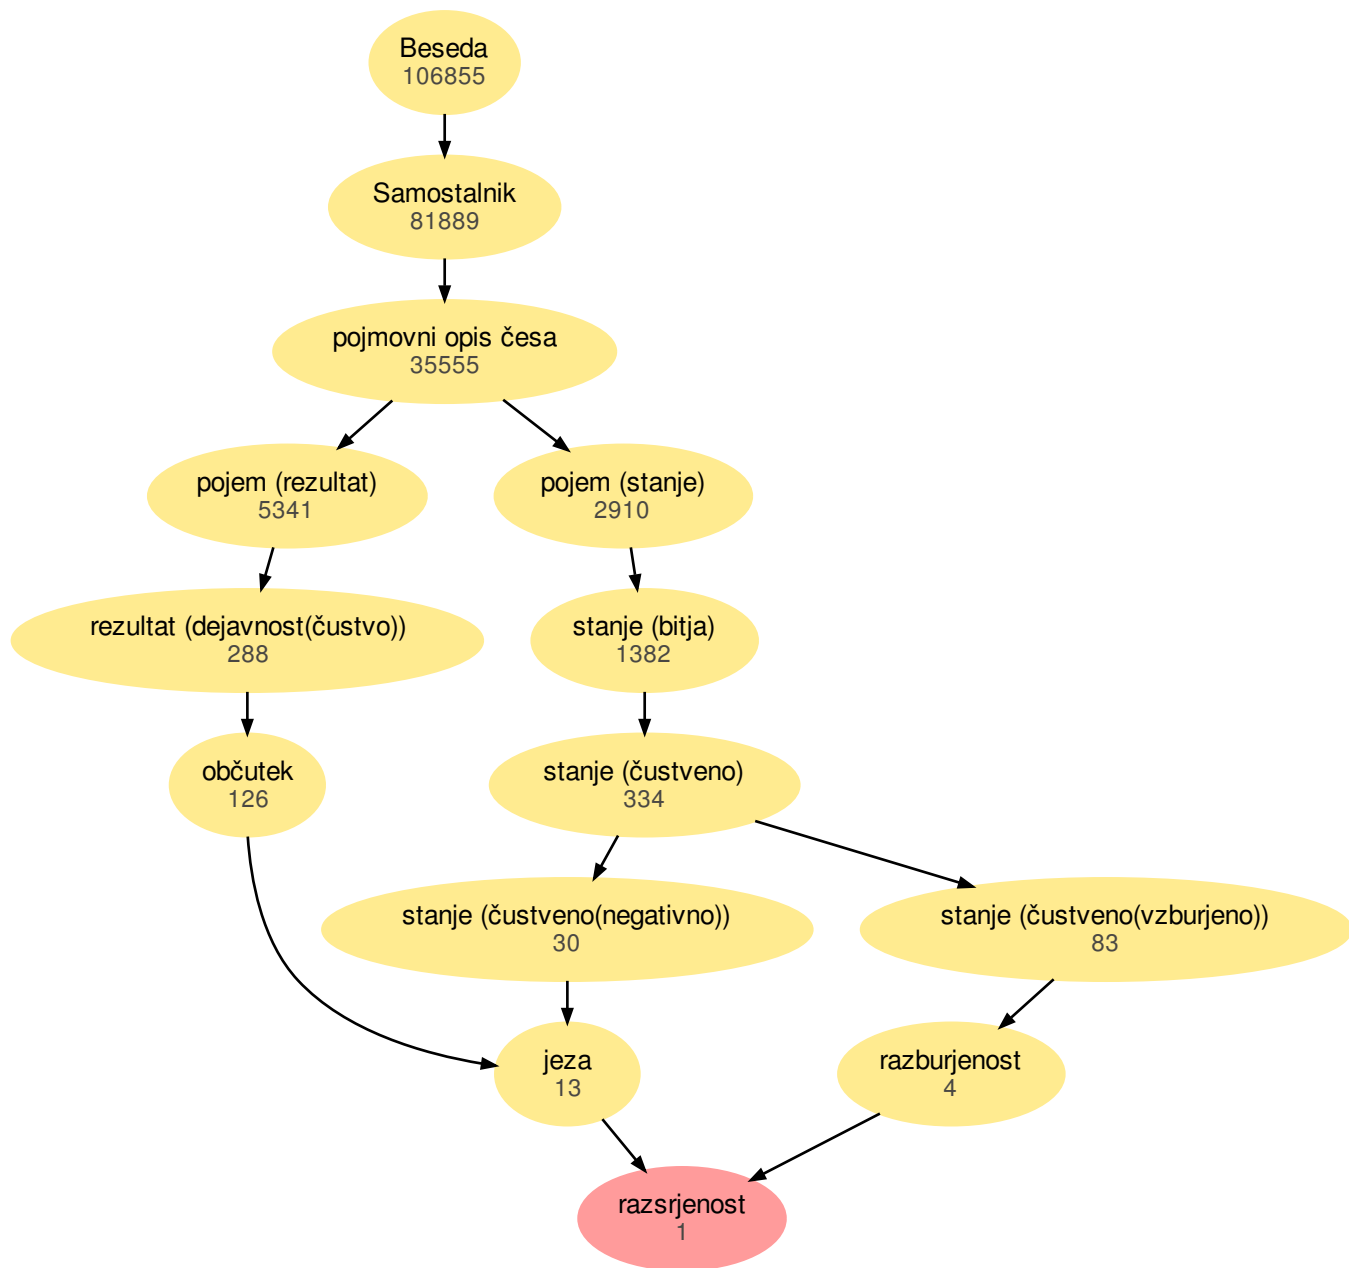 Beseda
106855
Samostalnik
81889
pojmovni opis česa
35555
pojem (rezultat)
5341
pojem (stanje)
2910
rezultat (dejavnost(čustvo))
288
stanje (bitja)
1382
občutek
126
stanje (čustveno)
334
stanje (čustveno(negativno))
30
stanje (čustveno(vzburjeno))
83
jeza
13
razburjenost
4
razsrjenost
1